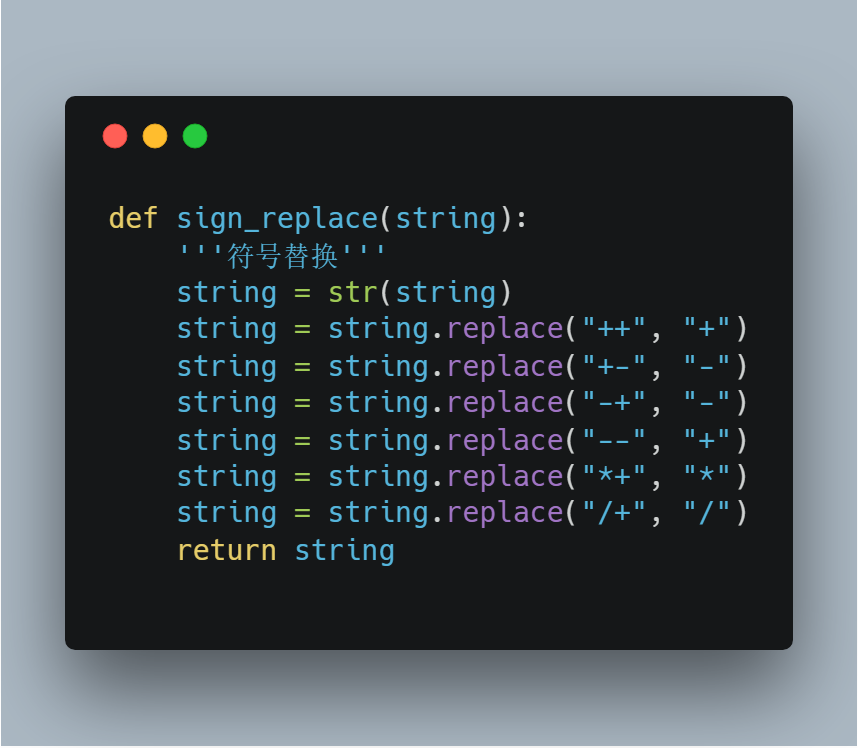 def sign_replace(string):
    '''符号替换'''
    string = str(string)
    string = string.replace("++", "+")
    string = string.replace("+-", "-")
    string = string.replace("-+", "-")
    string = string.replace("--", "+")
    string = string.replace("*+", "*")
    string = string.replace("/+", "/")
    return string